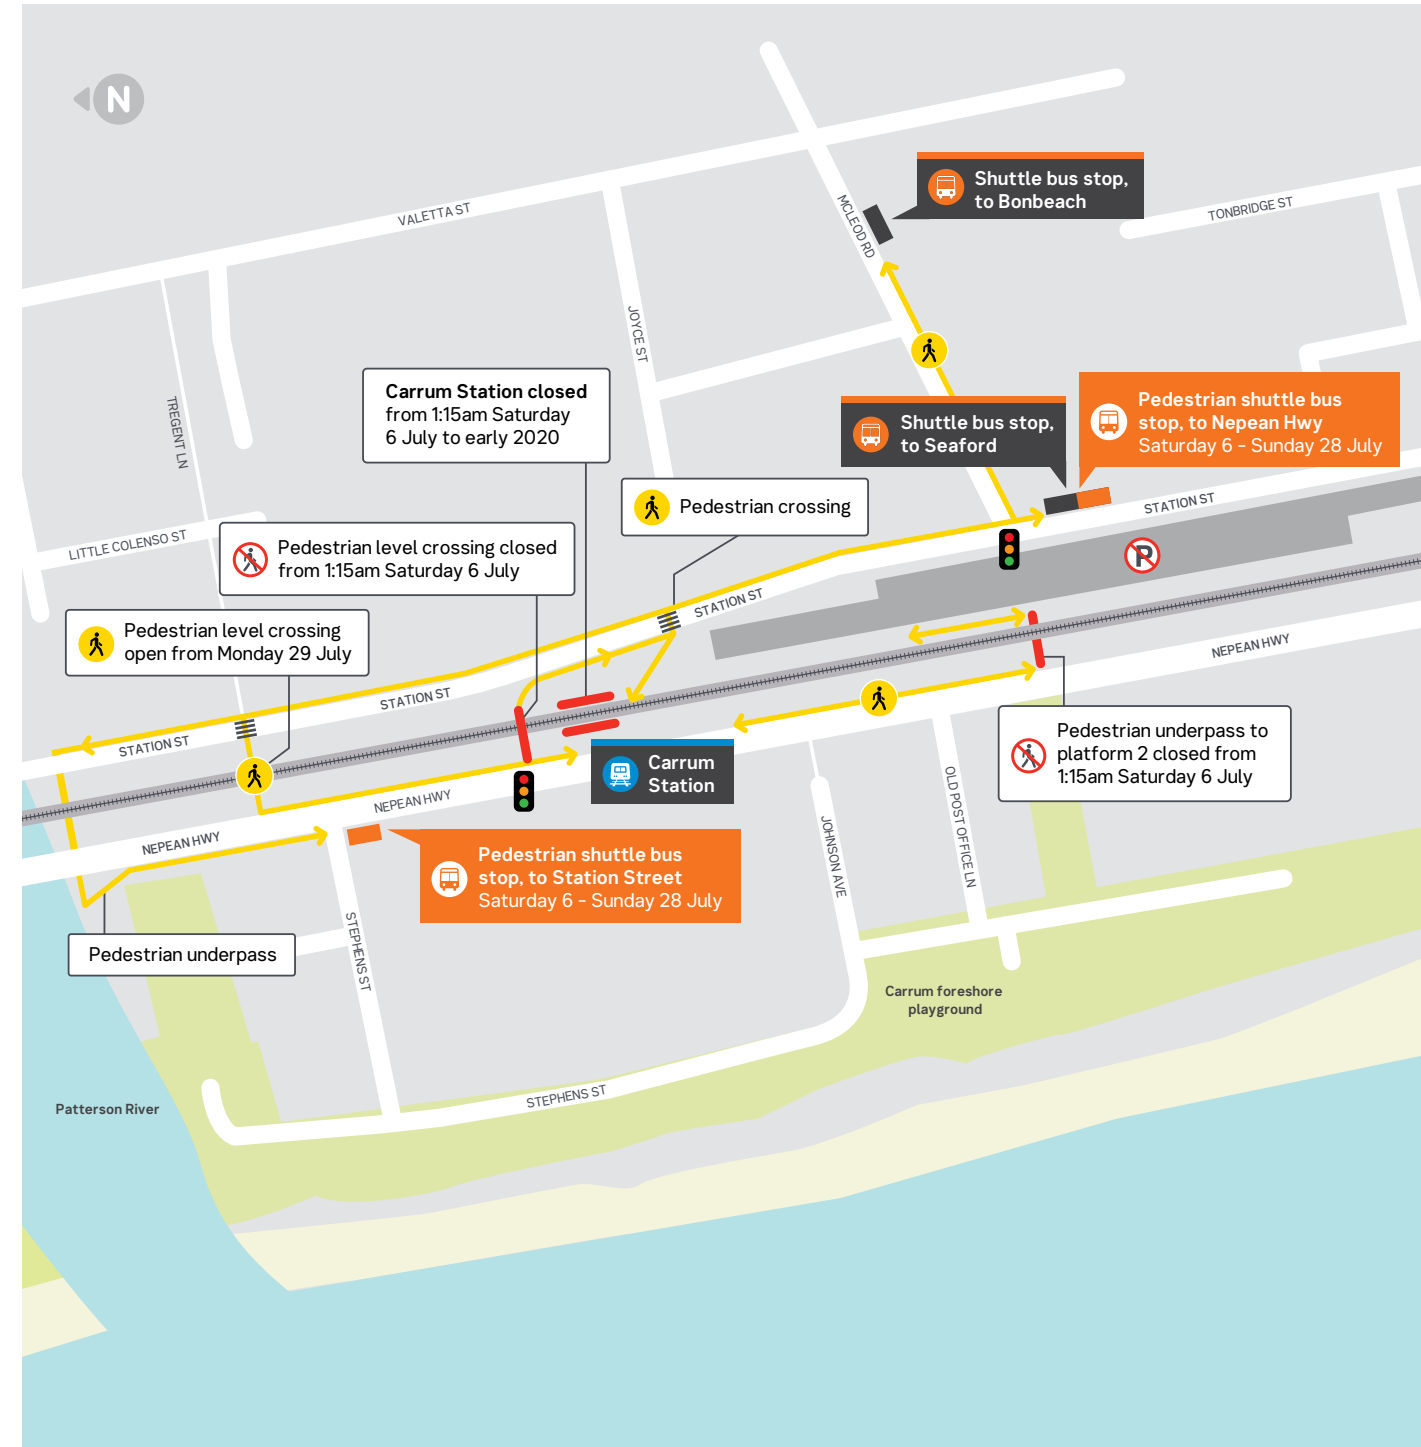 N
Shuttle bus stop,
to Bonbeach
VALETTA ST
TONBRIDGE ST
MCLEOD RD
JOYCE ST
Carrum Station closed
from 1:15am Saturday
6 July to early 2020
TREGENT LN
Shuttle bus stop,
to Seaford
Pedestrian shuttle bus
stop, to Nepean Hwy
Saturday 6 - Sunday 28 July
Pedestrian crossing
STATION ST
LITTLE COLENSO ST
Pedestrian level crossing closed
from 1:15am Saturday 6 July
P
STATION ST
Pedestrian level crossing
open from Monday 29 July
NEPEAN HWY
STATION ST
STATION ST
Pedestrian underpass to
platform 2 closed from
1:15am Saturday 6 July
Carrum
Station
NEPEAN HWY
OLD POST OFFICE LN
NEPEAN HWY
JOHNSON AVE
Pedestrian shuttle bus
stop, to Station Street
Saturday 6 - Sunday 28 July
STEPHENS ST
Pedestrian underpass
Carrum foreshore
playground
STEPHENS ST
Patterson River